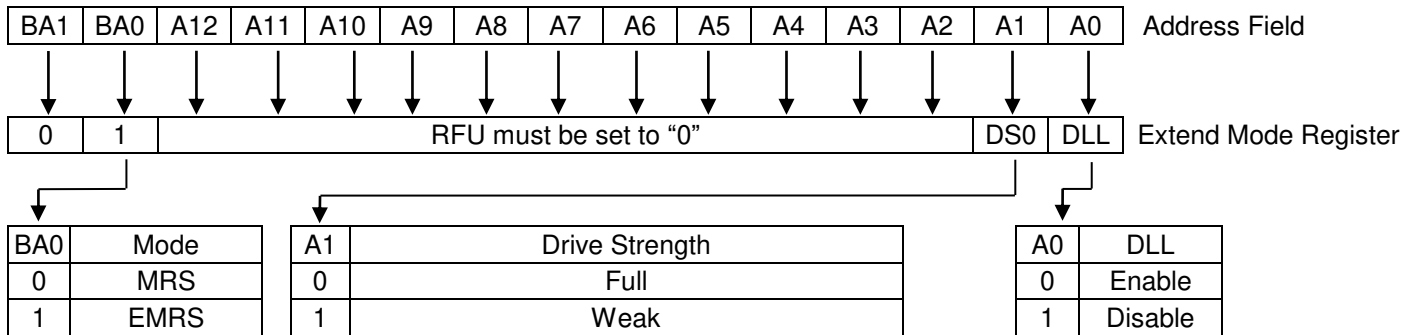 BA1 BA0 A12 A11 A10 A9 A8 A7 A6 A5 A4 A3 A2 A1 A0 Address Field
0 1 RFU must be set to “0” DS0 DLL Extend Mode Register
BA0 Mode
0 MRS
1 EMRS
A1 Drive Strength
0 Full
1 Weak
A0 DLL
0 Enable
1 Disable